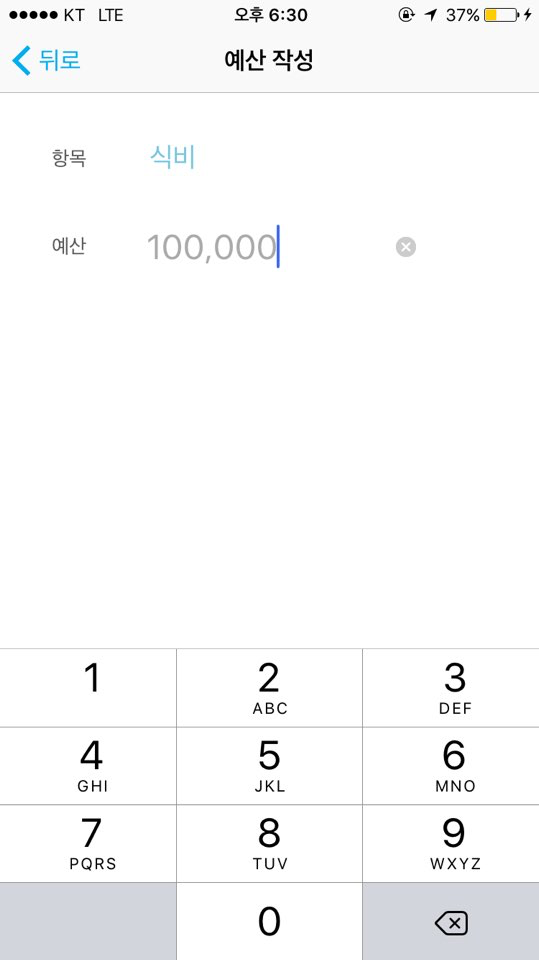 KT LTE 오후 6:30 37%
뒤로 예산 작성
항목 식비
예산 100,000
1 2 3
ABC DEF
4 5 6
GHI JKL MNO
7 8 9
PQRS TUV WXYZ
0